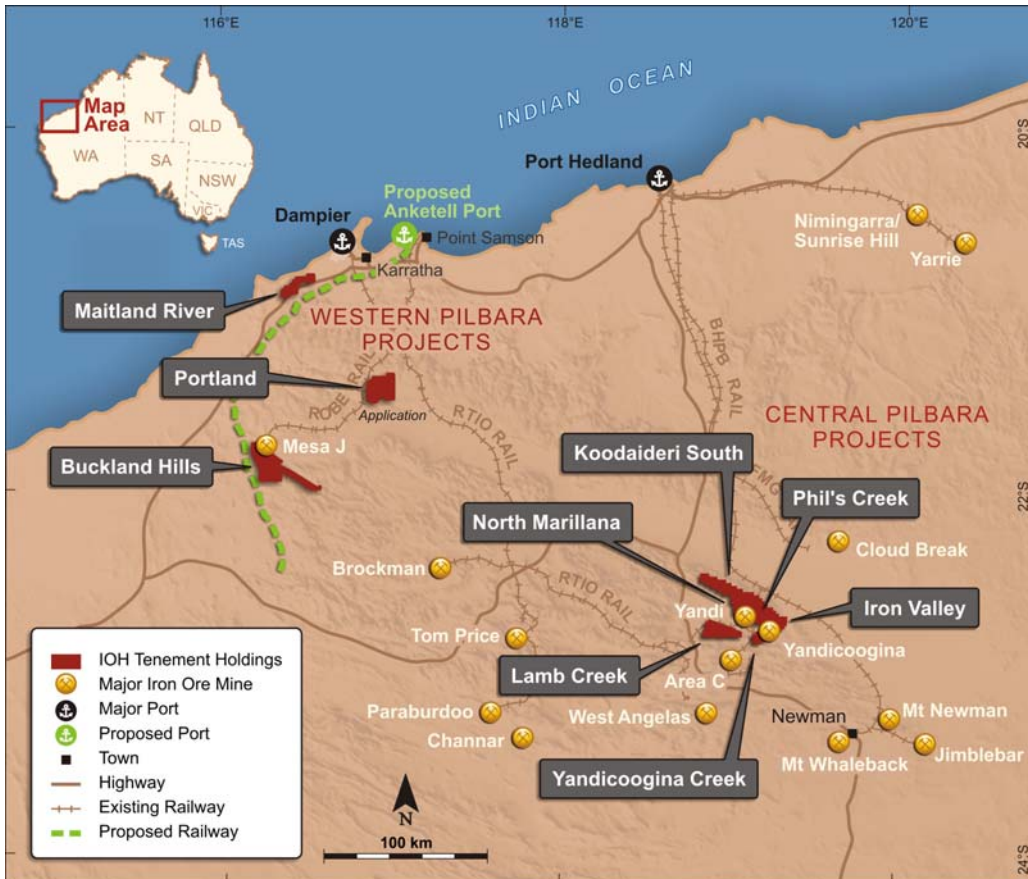 116°E
118°E
120°E
20°S
22°S
24°S
INDIAN OCEAN
Map
Area
NT
QLD
WA
SA
NSW
VIC
TAS
Port Hedland
Proposed
Anketell Port
Dampier
Point Samson
Karratha
Nimingarra/
Sunrise Hill
Yarrie
Maitland River
WESTERN PILBARA
PROJECTS
BHPB RAIL
Portland
ROBE RAIL
Application
RTIO RAIL
CENTRAL PILBARA
PROJECTS
Mesa J
Buckland Hills
Koodaideri South
FMG
Phil's Creek
North Marillana
Cloud Break
Brockman
RTIO RAIL
Yandi
Iron Valley
Tom Price
Yandicoogina
Lamb Creek
Area C
Paraburdoo
West Angelas
Newman
Mt Newman
Channar
Mt Whaleback
Jimblebar
Yandicoogina Creek
IOH Tenement Holdings
Major Iron Ore Mine
Major Port
Proposed Port
Town
Highway
Existing Railway
Proposed Railway
N
100 km